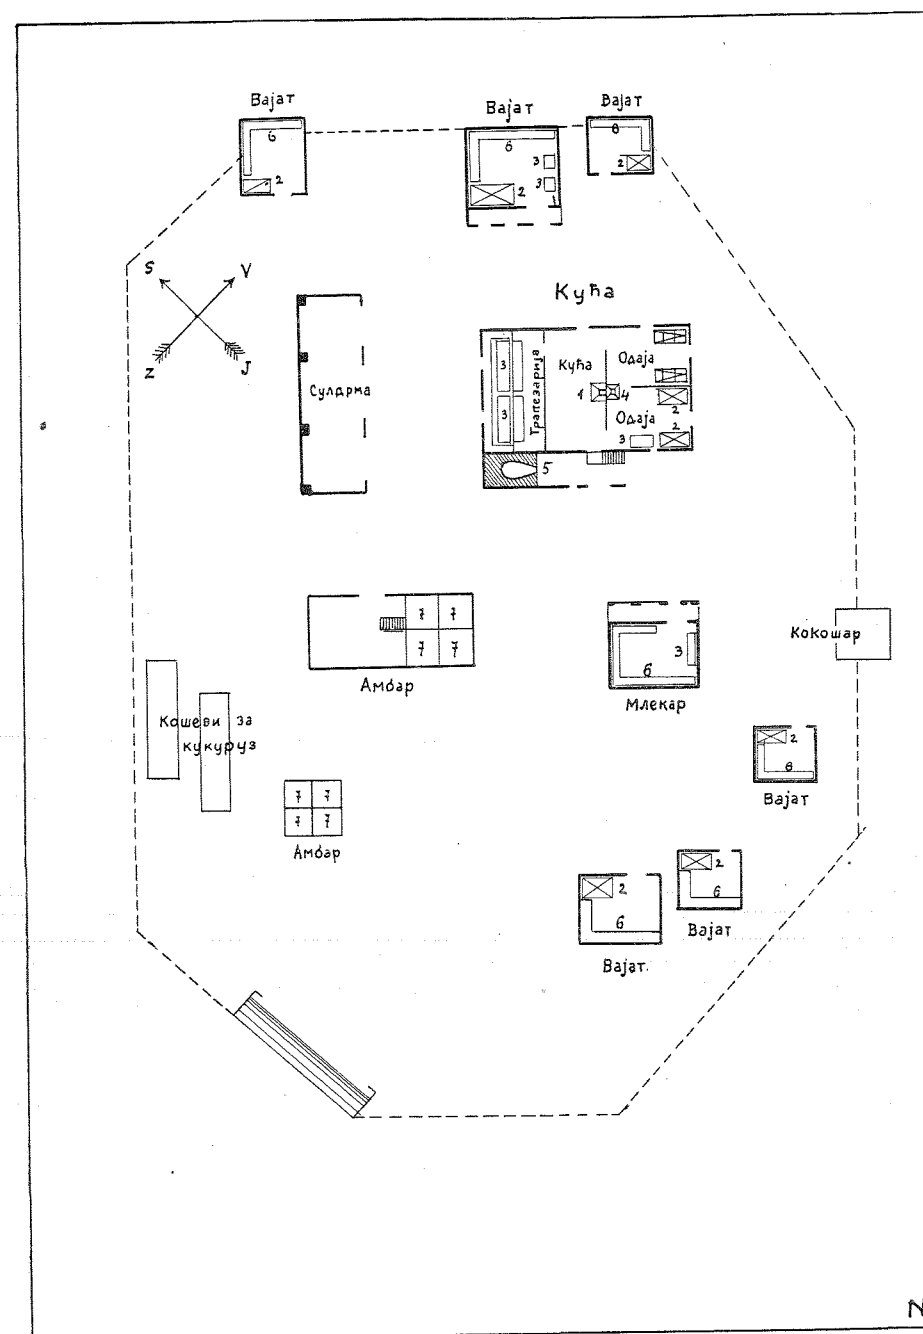 Вајат
Вајат
Вајат
6
2
6
3
3
2
6
2
S
V
Z
J
Кућа
Сулдрма
3
3
Трапезарија
Кућа
1
4
Одаја
2
Одаја
3
2
5
7
7
7
7
Амбар
6
3
Млекар
Кокошар
Кошеви за
кукуруз
7
7
7
7
Амбар
2
6
Вајат
2
6
Вајат
2
6
Вајат.